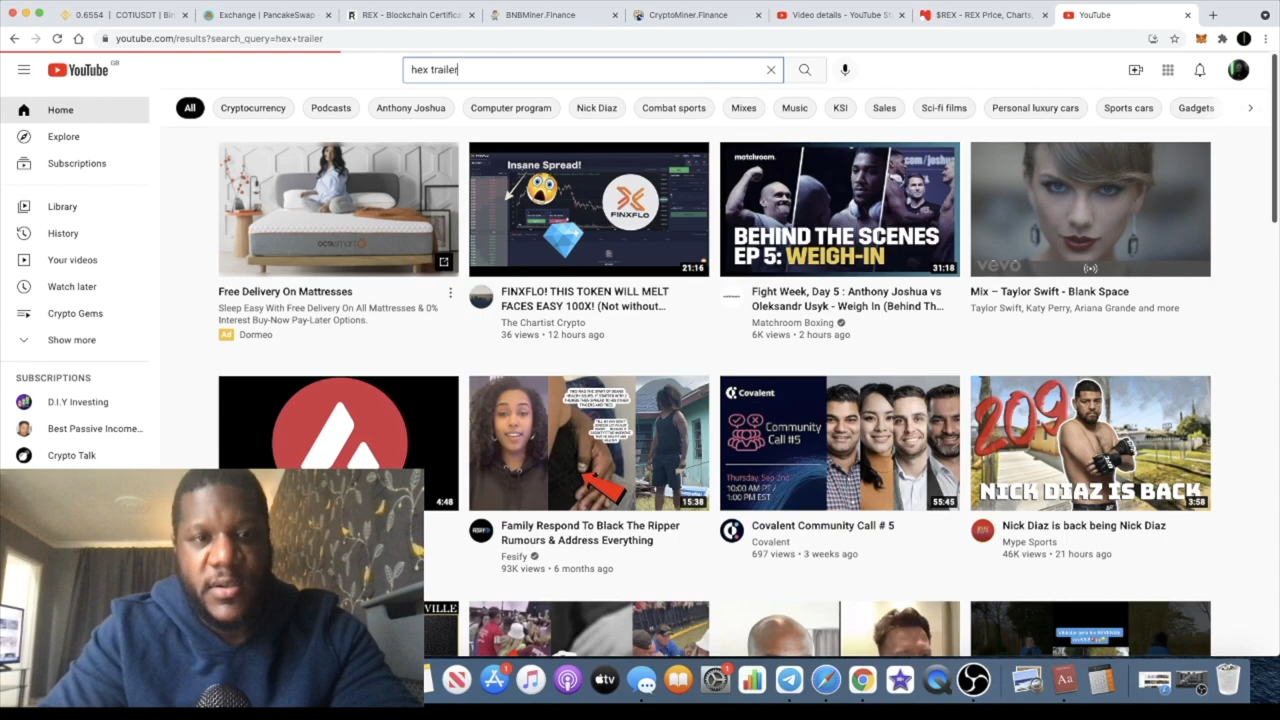 0.6554 | COTIUSDT | Bin
Exchange | PancakeSwap
REX - Blockchain Certifica
BNBMiner.Finance
CryptoMiner.Finance
Video details - YouTube St
$REX - REX Price, Charts,
YouTube
youtube.com/results?search_query=hex+trailer
YouTube GB
hex trailer
All
Cryptocurrency
Podcasts
Anthony Joshua
Computer program
Nick Diaz
Combat sports
Mixes
Music
KSI
Sales
Sci-fi films
Personal luxury cars
Sports cars
Gadgets
Home
Explore
Subscriptions
Library
History
Your videos
Watch later
Crypto Gems
Show more
SUBSCRIPTIONS
D.I.Y Investing
Best Passive Income...
Crypto Talk
OCTAsmart
Free Delivery On Mattresses
Sleep Easy With Free Delivery On All Mattresses & 0%
Interest Buy-Now Pay-Later Options.
Ad Dormeo
Insane Spread!
FINXFLO
21:16
FINXFLO! THIS TOKEN WILL MELT
FACES EASY 100X! (Not without...
The Chartist Crypto
36 views • 12 hours ago
matchroom.
.com/joshu
BEHIND THE SCENES
EP 5: WEIGH-IN
31:18
Fight Week, Day 5 : Anthony Joshua vs
Oleksandr Usyk - Weigh In (Behind Th...
Matchroom Boxing
6K views • 2 hours ago
vevo
Mix – Taylor Swift - Blank Space
Taylor Swift, Katy Perry, Ariana Grande and more
4:48
15:38
Family Respond To Black The Ripper
Rumours & Address Everything
Fesify
93K views • 6 months ago
Covalent
Community
Call #5
Thursday, Sep 2nd
10:00 AM PT /
1:00 PM EST
55:45
Covalent Community Call # 5
Covalent
697 views • 3 weeks ago
209
NICK DIAZ IS BACK
3:58
Nick Diaz is back being Nick Diaz
Mype Sports
46K views • 21 hours ago
VILLE
tv
Aa